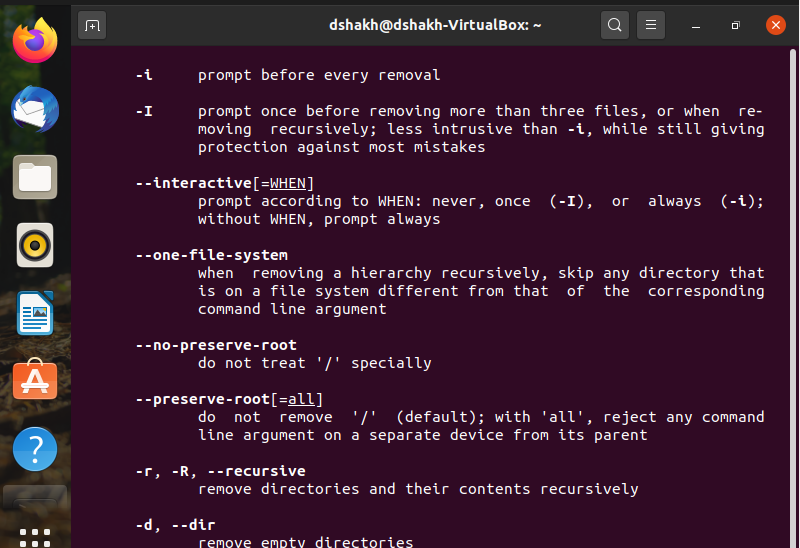 dshakh@dshakh-VirtualBox: ~
-i prompt before every removal
-I prompt once before removing more than three files, or when re-
moving recursively; less intrusive than -i, while still giving
protection against most mistakes
--interactive[=WHEN]
prompt according to WHEN: never, once (-I), or always (-i);
without WHEN, prompt always
--one-file-system
when removing a hierarchy recursively, skip any directory that
is on a file system different from that of the corresponding
command line argument
--no-preserve-root
do not treat '/' specially
--preserve-root[=all]
do not remove '/' (default); with 'all', reject any command
line argument on a separate device from its parent
-r, -R, --recursive
remove directories and their contents recursively
-d, --dir
remove empty directories